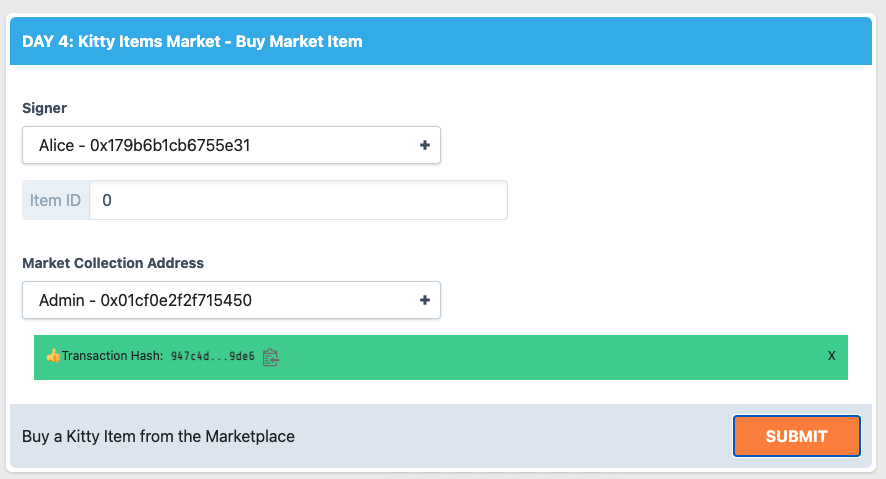 DAY 4: Kitty Items Market - Buy Market Item
Signer
Alice - 0x179b6b1cb6755e31
Item ID 0
Market Collection Address
Admin - 0x01cf0e2f2f715450
👍Transaction Hash: 947c4d...9de6 X
Buy a Kitty Item from the Marketplace SUBMIT